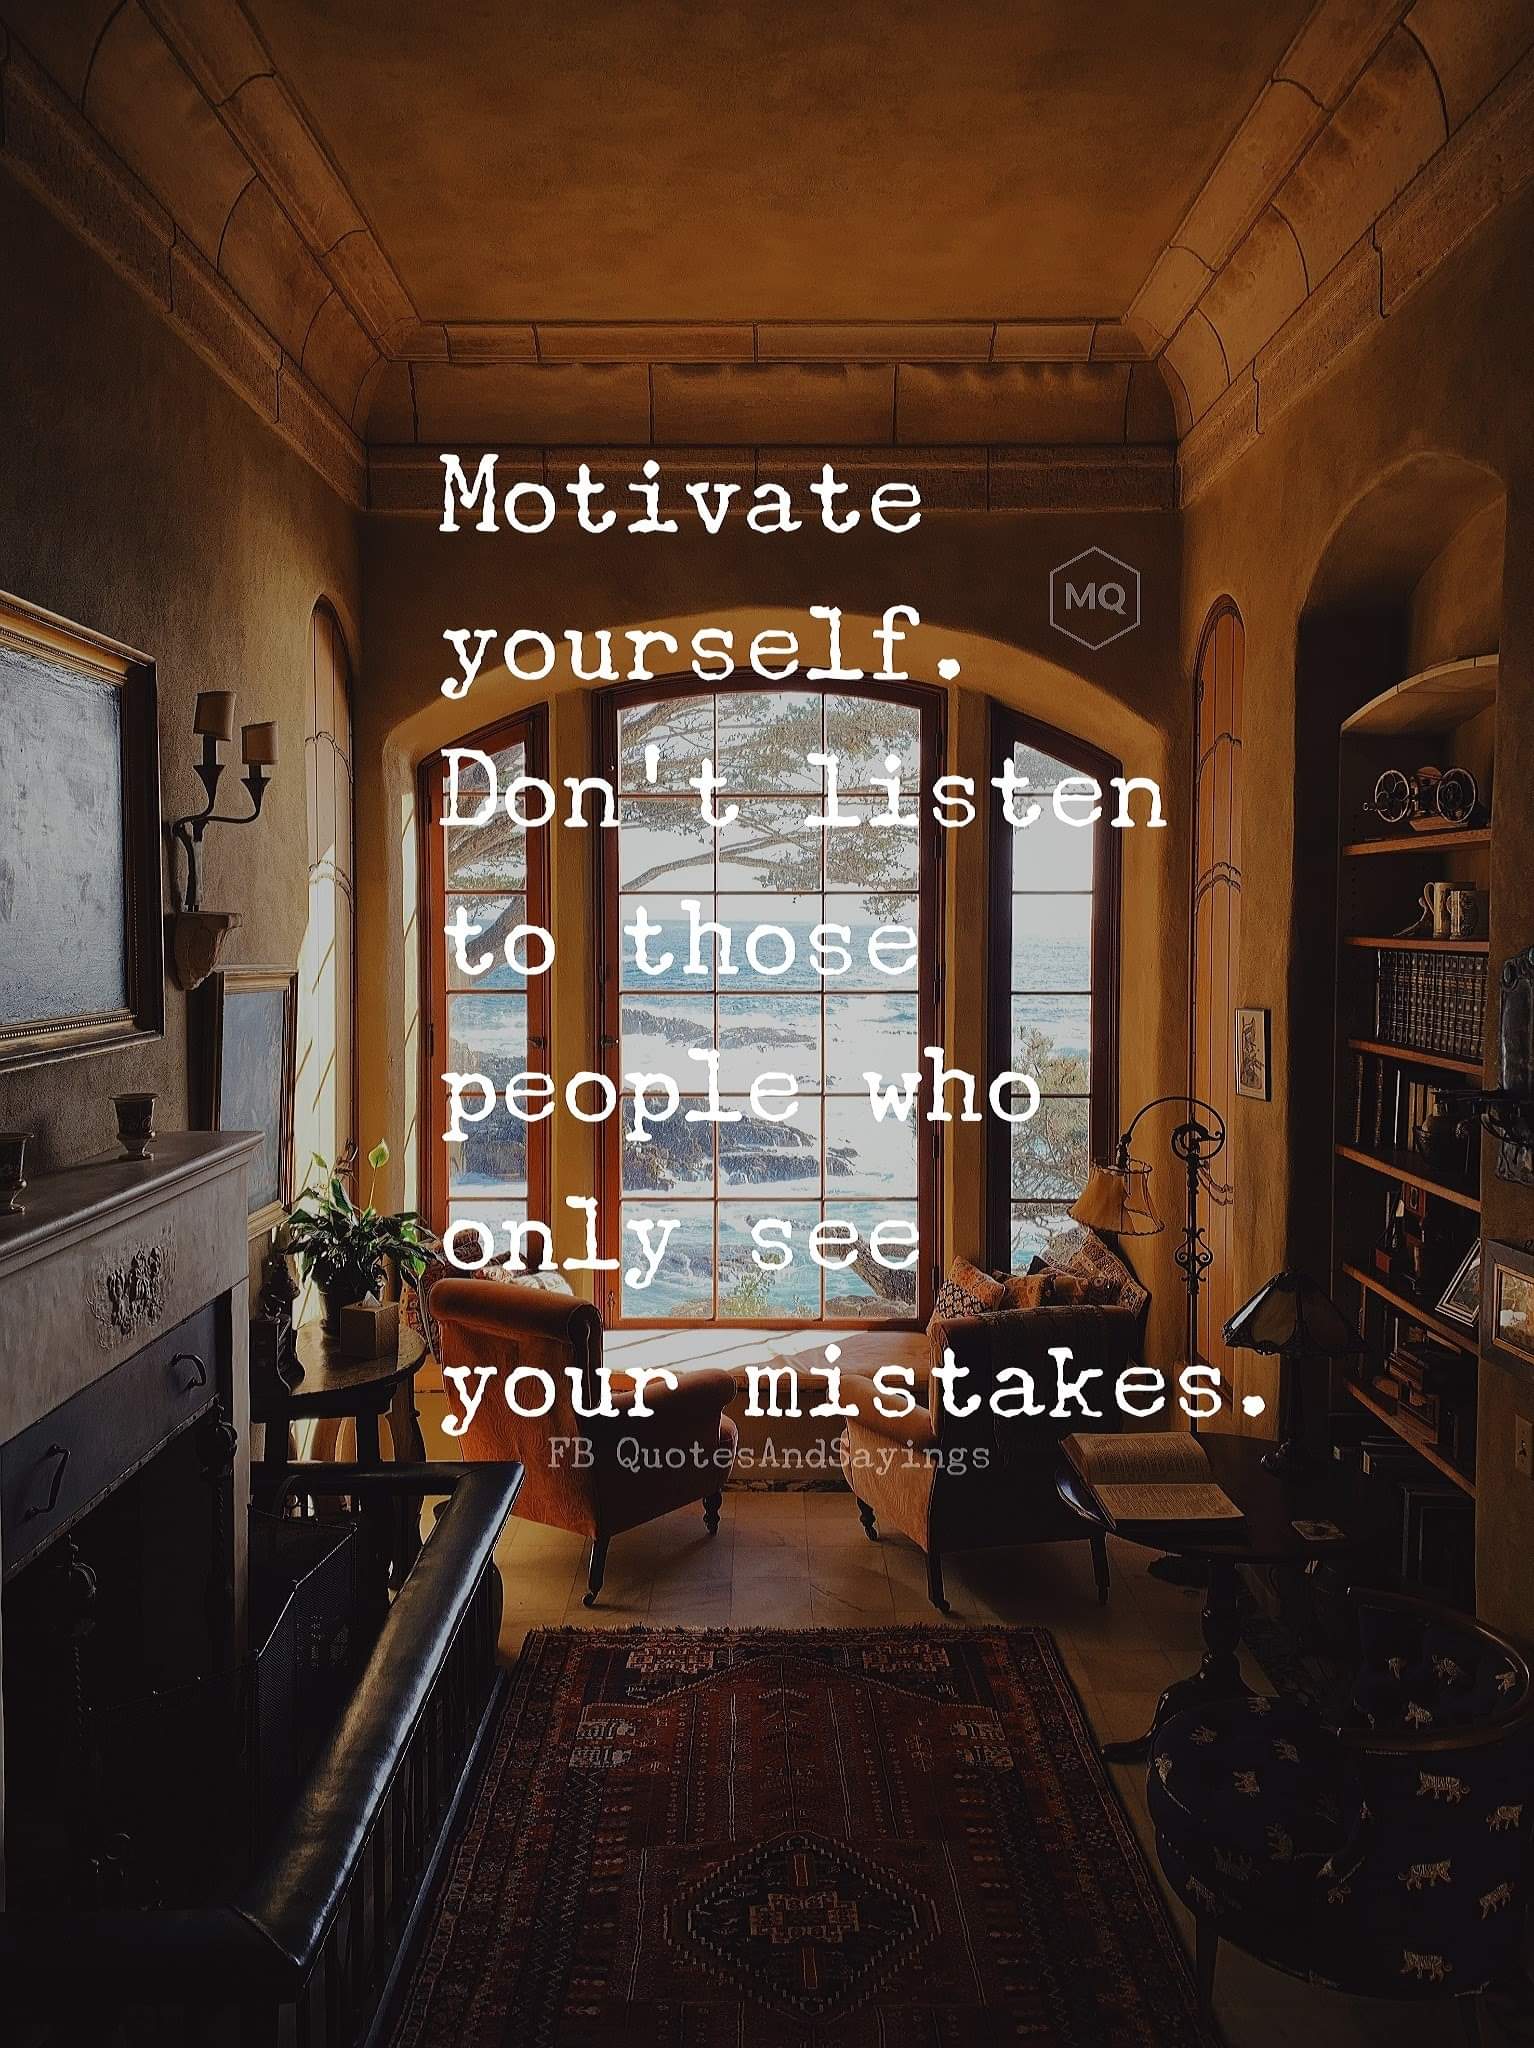 Motivate
MQ
yourself.
Don't listen
to those
people who
only see
your mistakes.
FB QuotesAndSayings